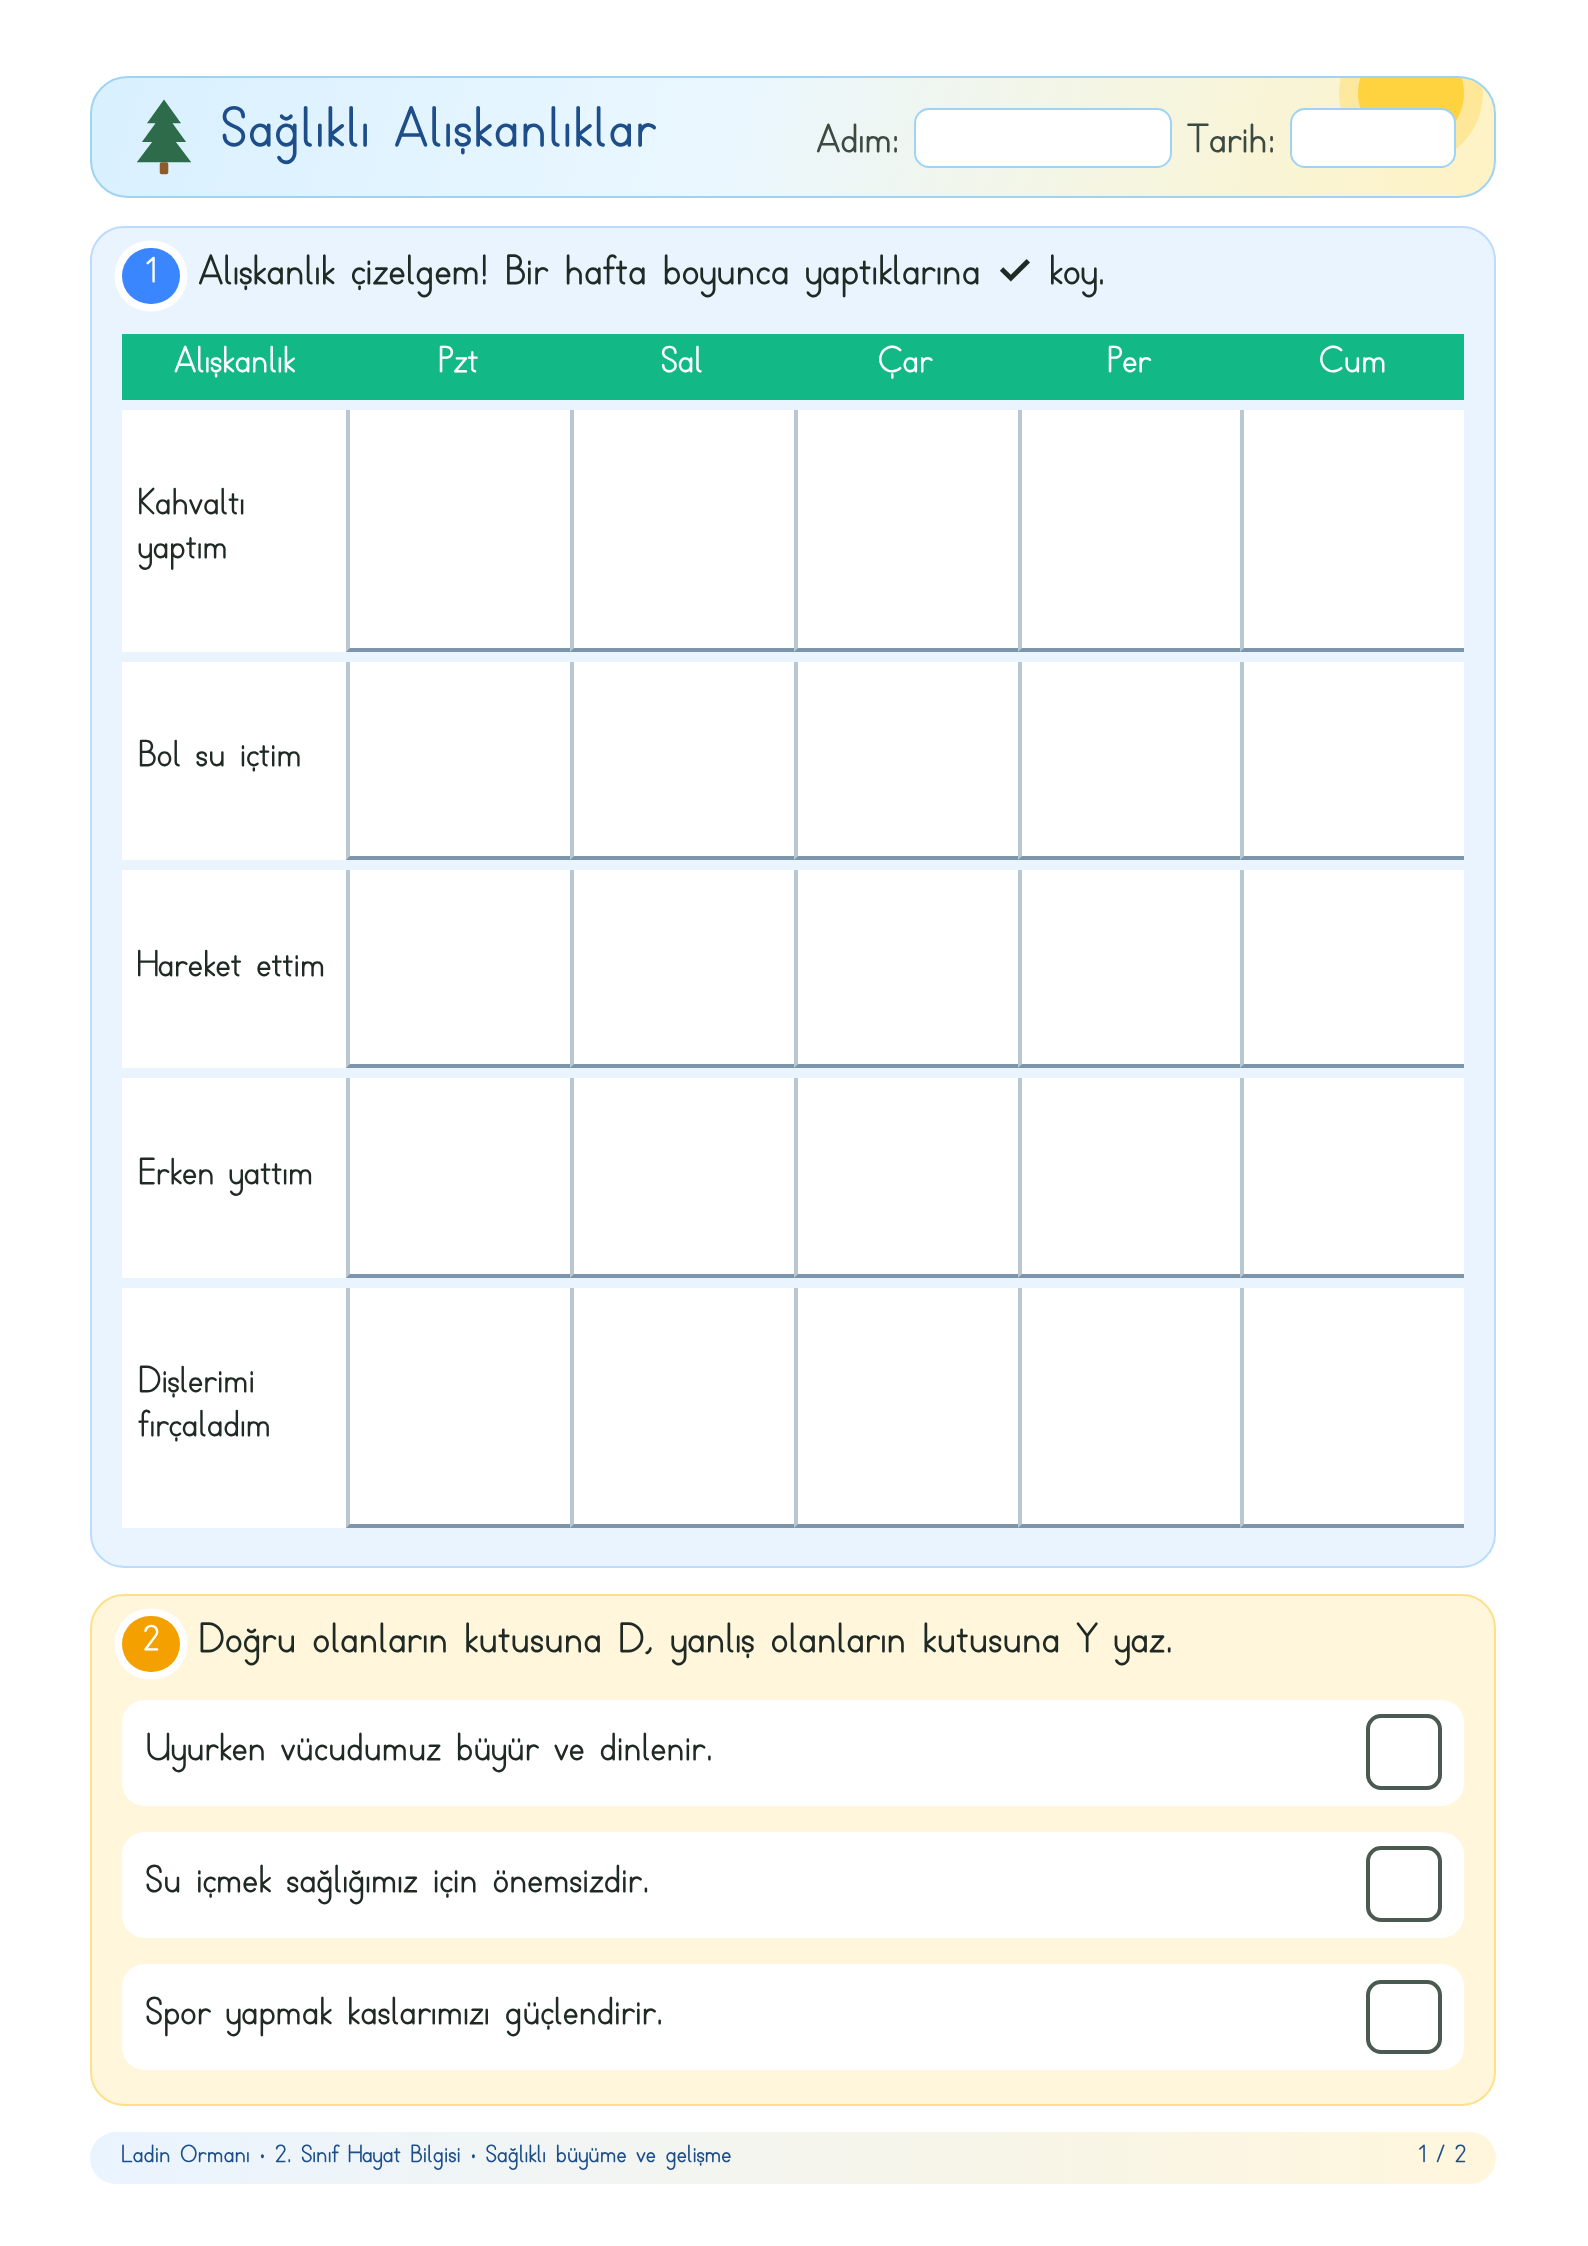 Sağlıklı Alışkanlıklar
Adım:
Tarih:
1
Alışkanlık çizelgem! Bir hafta boyunca yaptıklarına ✓ koy.
Alışkanlık Pzt Sal Çar Per Cum
Kahvaltı
yaptım
Bol su içtim
Hareket ettim
Erken yattım
Dişlerimi
fırçaladım
2
Doğru olanların kutusuna D, yanlış olanların kutusuna Y yaz.
Uyurken vücudumuz büyür ve dinlenir.
Su içmek sağlığımız için önemsizdir.
Spor yapmak kaslarımızı güçlendirir.
Ladin Ormanı • 2. Sınıf Hayat Bilgisi • Sağlıklı büyüme ve gelişme
1 / 2